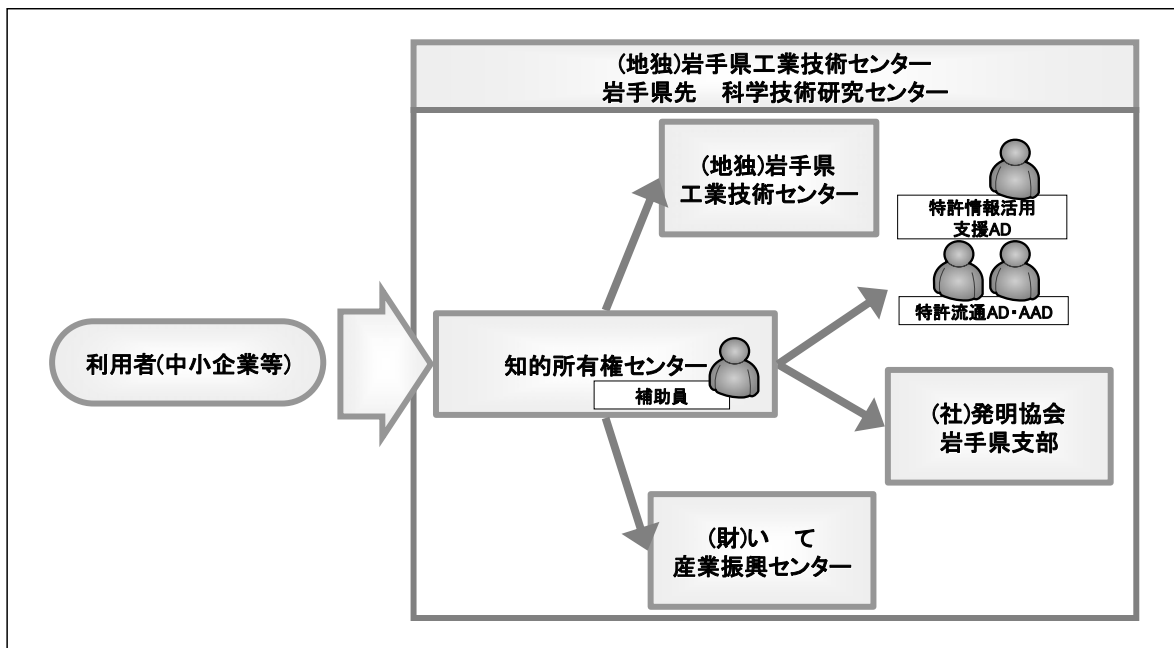 (地独)岩手県工業技術センター
岩手県先　科学技術研究センター
(地独)岩手県
工業技術センター
特許情報活用
支援AD
特許流通AD・AAD
利用者(中小企業等)
知的所有権センター
補助員
(社)発明協会
岩手県支部
(財)い　て
産業振興センター